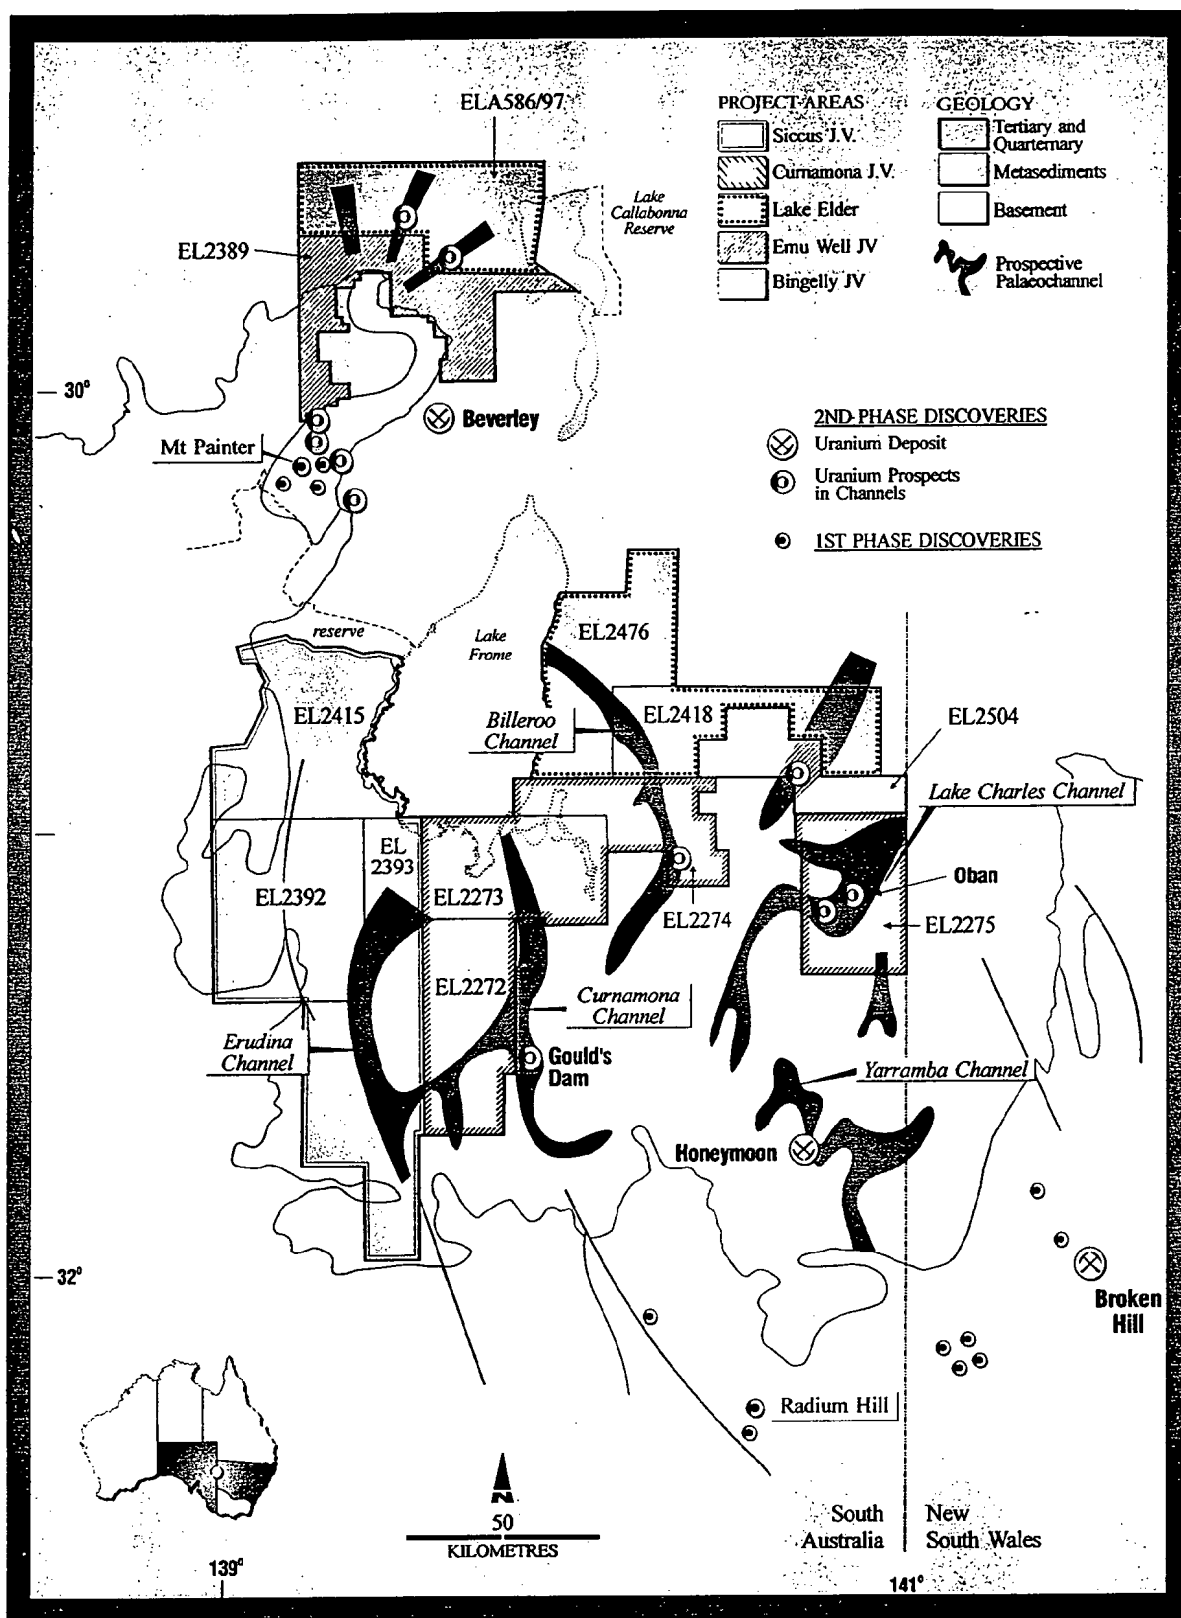 ELA586/97
PROJECT AREAS
Siccus J.V.
Curnamona J.V.
Lake Elder
Emu Well JV
Bingelly JV
GEOLOGY
Tertiary and
Quarternary
Metasediments
Basement
Prospective
Palaeochannel
Lake
Callabonna
Reserve
EL2389
30°
Beverley
Mt Painter
2ND PHASE DISCOVERIES
Uranium Deposit
Uranium Prospects
in Channels
1ST PHASE DISCOVERIES
reserve
Lake
Frome
EL2476
EL2415
Billeroo
Channel
EL2418
EL2504
Lake Charles Channel
EL
2393
EL2392
EL2273
EL2274
Oban
EL2275
EL2272
Curnamona
Channel
Erudina
Channel
Gould's
Dam
Yarramba Channel
Honeymoon
32°
Broken
Hill
Radium Hill
N
50
KILOMETRES
South
Australia
New
South Wales
139°
141°